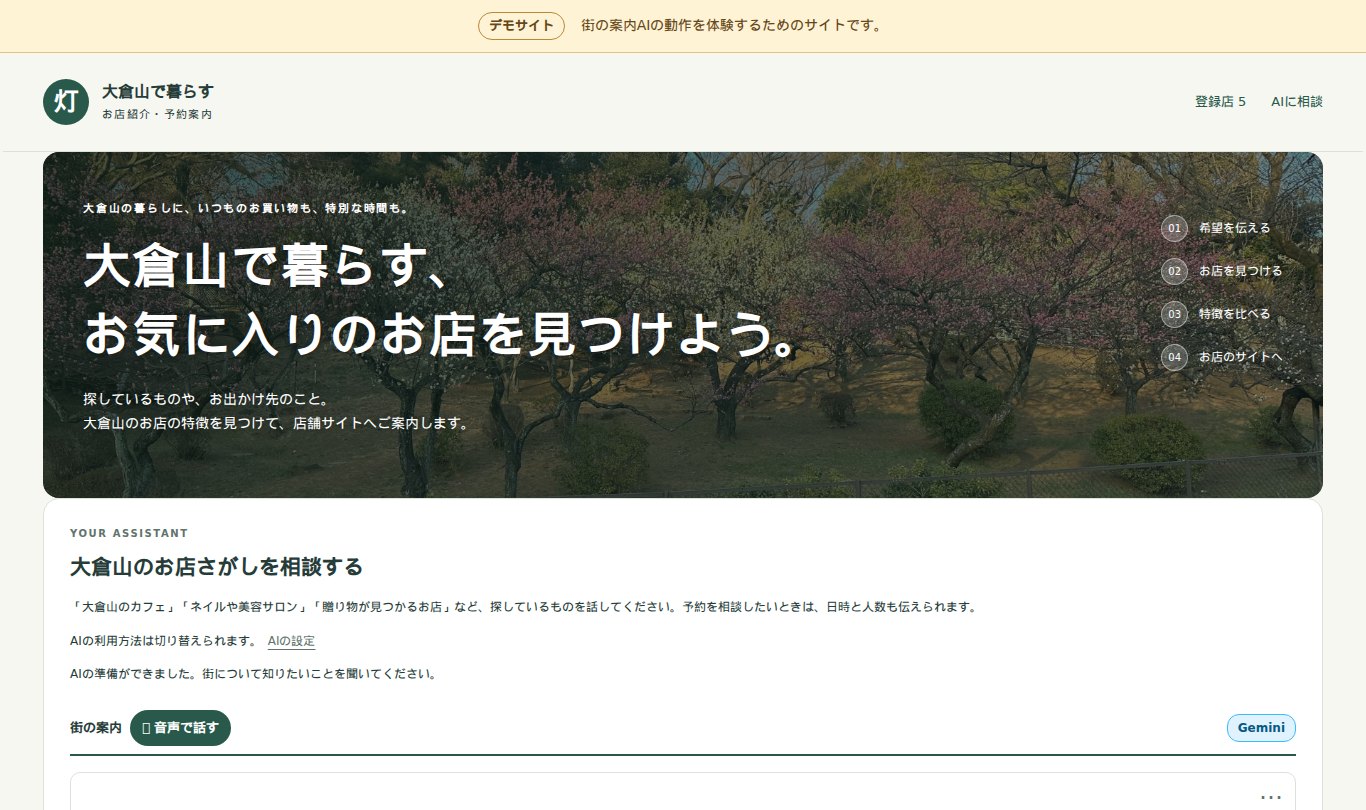 デモサイト 街の案内AIの動作を体験するためのサイトです。
灯
大倉山で暮らす
お店紹介・予約案内
登録店 5 AIに相談
大倉山の暮らしに、いつものお買い物も、特別な時間も。
大倉山で暮らす、
お気に入りのお店を見つけよう。
探しているものや、お出かけ先のこと。
大倉山のお店の特徴を見つけて、店舗サイトへご案内します。
01 希望を伝える
02 お店を見つける
03 特徴を比べる
04 お店のサイトへ
YOUR ASSISTANT
大倉山のお店さがしを相談する
「大倉山のカフェ」「ネイルや美容サロン」「贈り物が見つかるお店」など、探しているものを話してください。予約を相談したいときは、日時と人数も伝えられます。
AIの利用方法は切り替えられます。 AIの設定
AIの準備ができました。街について知りたいことを聞いてください。
街の案内 音声で話す Gemini
...